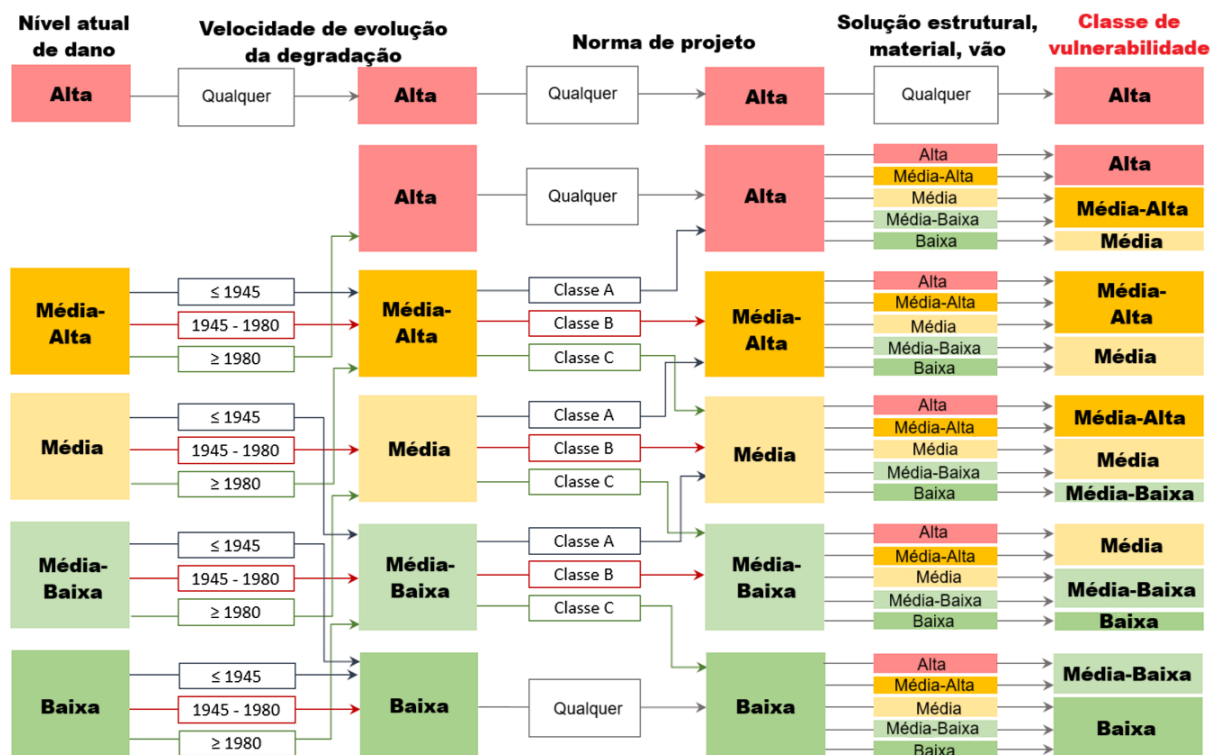 Nível atual
de dano
Velocidade de evolução
da degradação
Norma de projeto
Solução estrutural,
material, vão
Classe de
vulnerabilidade
Alta
Qualquer
Alta
Qualquer
Alta
Qualquer
Alta
Alta
Qualquer
Alta
Alta
Média-Alta
Média
Média-Baixa
Baixa
Alta
Média-Alta
Média
Média-
Alta
≤ 1945
1945 - 1980
≥ 1980
Média-
Alta
Classe A
Classe B
Classe C
Média-
Alta
Alta
Média-Alta
Média
Média-Baixa
Baixa
Média-
Alta
Média
Média
≤ 1945
1945 - 1980
≥ 1980
Média
Classe A
Classe B
Classe C
Média
Alta
Média-Alta
Média
Média-Baixa
Baixa
Média-Alta
Média
Média-Baixa
Média-
Baixa
≤ 1945
1945 - 1980
≥ 1980
Média-
Baixa
Classe A
Classe B
Classe C
Média-
Baixa
Alta
Média-Alta
Média
Média-Baixa
Baixa
Média
Média-Baixa
Baixa
Baixa
≤ 1945
1945 - 1980
≥ 1980
Baixa
Qualquer
Baixa
Alta
Média-Alta
Média
Média-Baixa
Baixa
Média-Baixa
Baixa